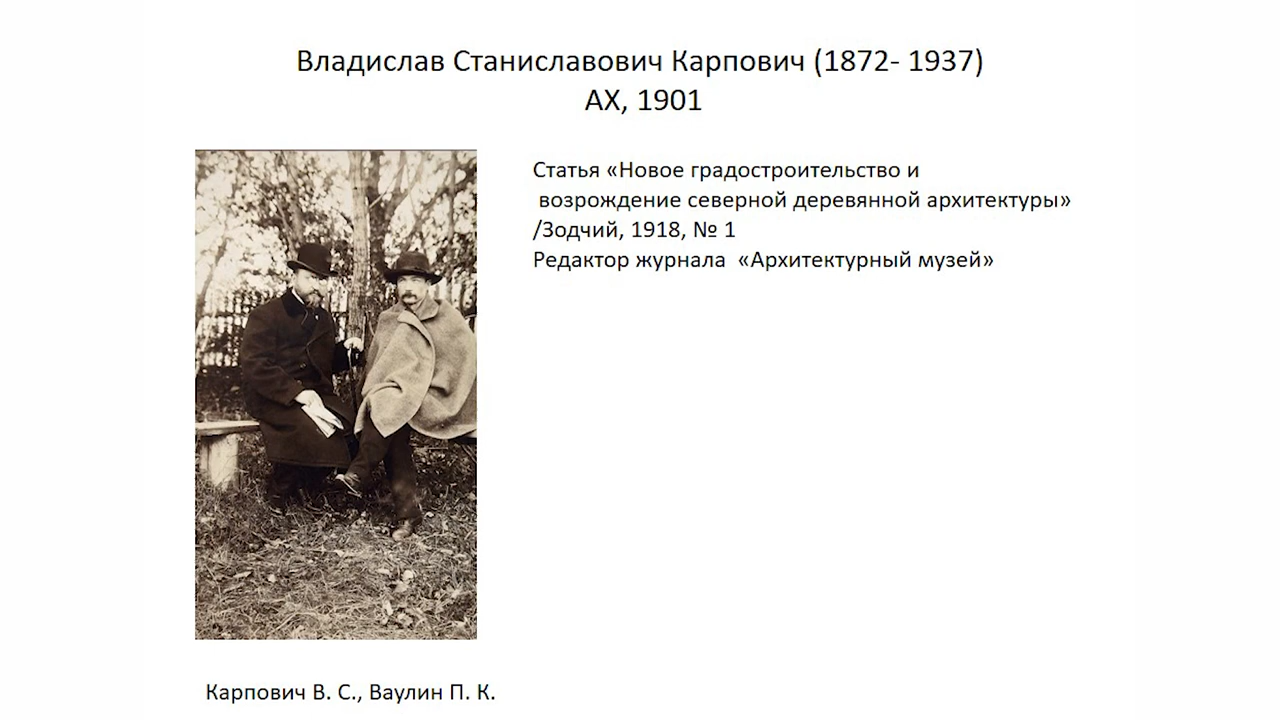 Владислав Станиславович Карпович (1872- 1937)
АХ, 1901
Статья «Новое градостроительство и
возрождение северной деревянной архитектуры»
/Зодчий, 1918, № 1
Редактор журнала «Архитектурный музей»
Карпович В. С., Ваулин П. К.